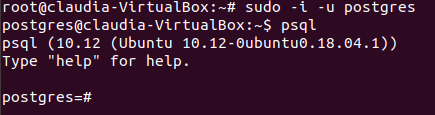 root@claudia-VirtualBox:~# sudo -i -u postgres
postgres@claudia-VirtualBox:~$ psql
psql (10.12 (Ubuntu 10.12-0ubuntu0.18.04.1))
Type "help" for help.

postgres=#